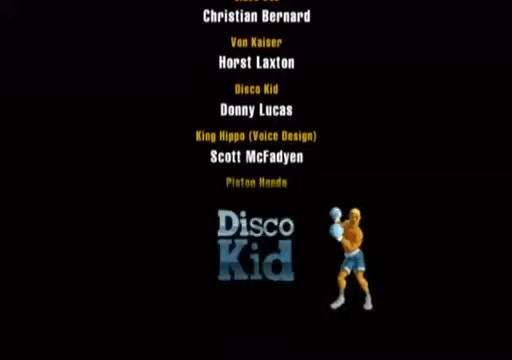 Christian Bernard
Von Kaiser
Horst Laxton
Disco Kid
Donny Lucas
King Hippo (Voice Design)
Scott McFadyen
Piston Hondo
Disco
Kid